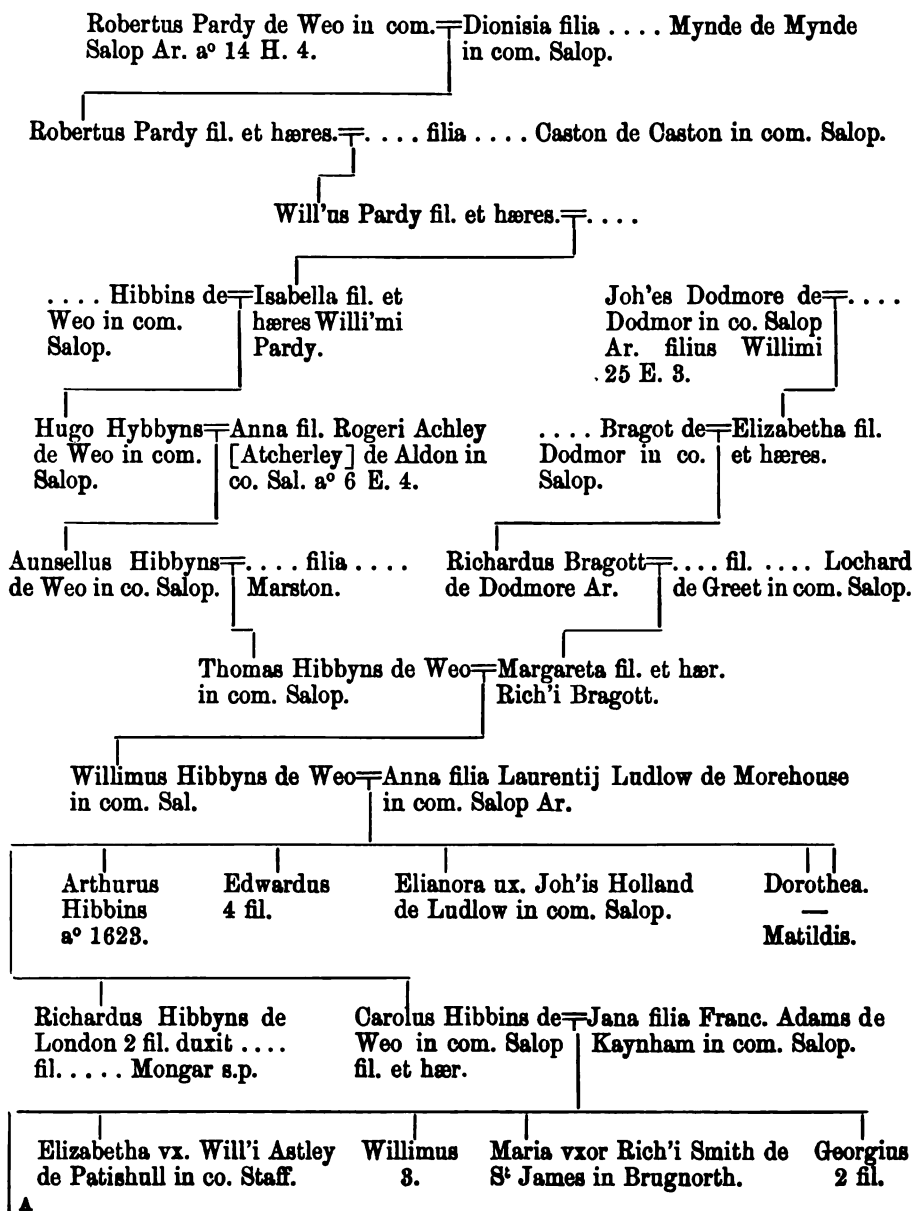 Robertus Pardy de Weo in com.
Salop Ar. aº 14 H. 4.
Dionisia filia . . . . Mynde de Mynde
in com. Salop.
Robertus Pardy fil. et hæres.
. . . . filia . . . . Caston de Caston in com. Salop.
Will'us Pardy fil. et hæres.
. . . .
. . . . Hibbins de
Weo in com.
Salop.
Isabella fil. et
hæres Willi'mi
Pardy.
Joh'es Dodmore de
Dodmor in co. Salop
Ar. filius Willimi
25 E. 3.
. . . .
Hugo Hybbyns
de Weo in com.
Salop.
Anna fil. Rogeri Achley
[Atcherley] de Aldon in
co. Sal. aº 6 E. 4.
. . . . Bragot de
Dodmor in co.
Salop.
Elizabetha fil.
et hæres.
Aunsellus Hibbyns
de Weo in co. Salop.
. . . . filia . . . .
Marston.
Richardus Bragott
de Dodmore Ar.
. . . . fil. . . . . Lochard
de Greet in com. Salop.
Thomas Hibbyns de Weo
in com. Salop.
Margareta fil. et hær.
Rich'i Bragott.
Willimus Hibbyns de Weo
in com. Sal.
Anna filia Laurentij Ludlow de Morehouse
in com. Salop Ar.
Arthurus
Hibbins
aº 1623.
Edwardus
4 fil.
Elianora ux. Joh'is Holland
de Ludlow in com. Salop.
Dorothea.
—
Matildis.
Richardus Hibbyns de
London 2 fil. duxit . . . .
fil. . . . . Mongar s.p.
Carolus Hibbins de
Weo in com. Salop
fil. et hær.
Jana filia Franc. Adams de
Kaynham in com. Salop.
Elizabetha vx. Will'i Astley
de Patishull in co. Staff.
Willimus
3.
Maria vxor Rich'i Smith de
Sᵗ James in Brugnorth.
Georgius
2 fil.
A